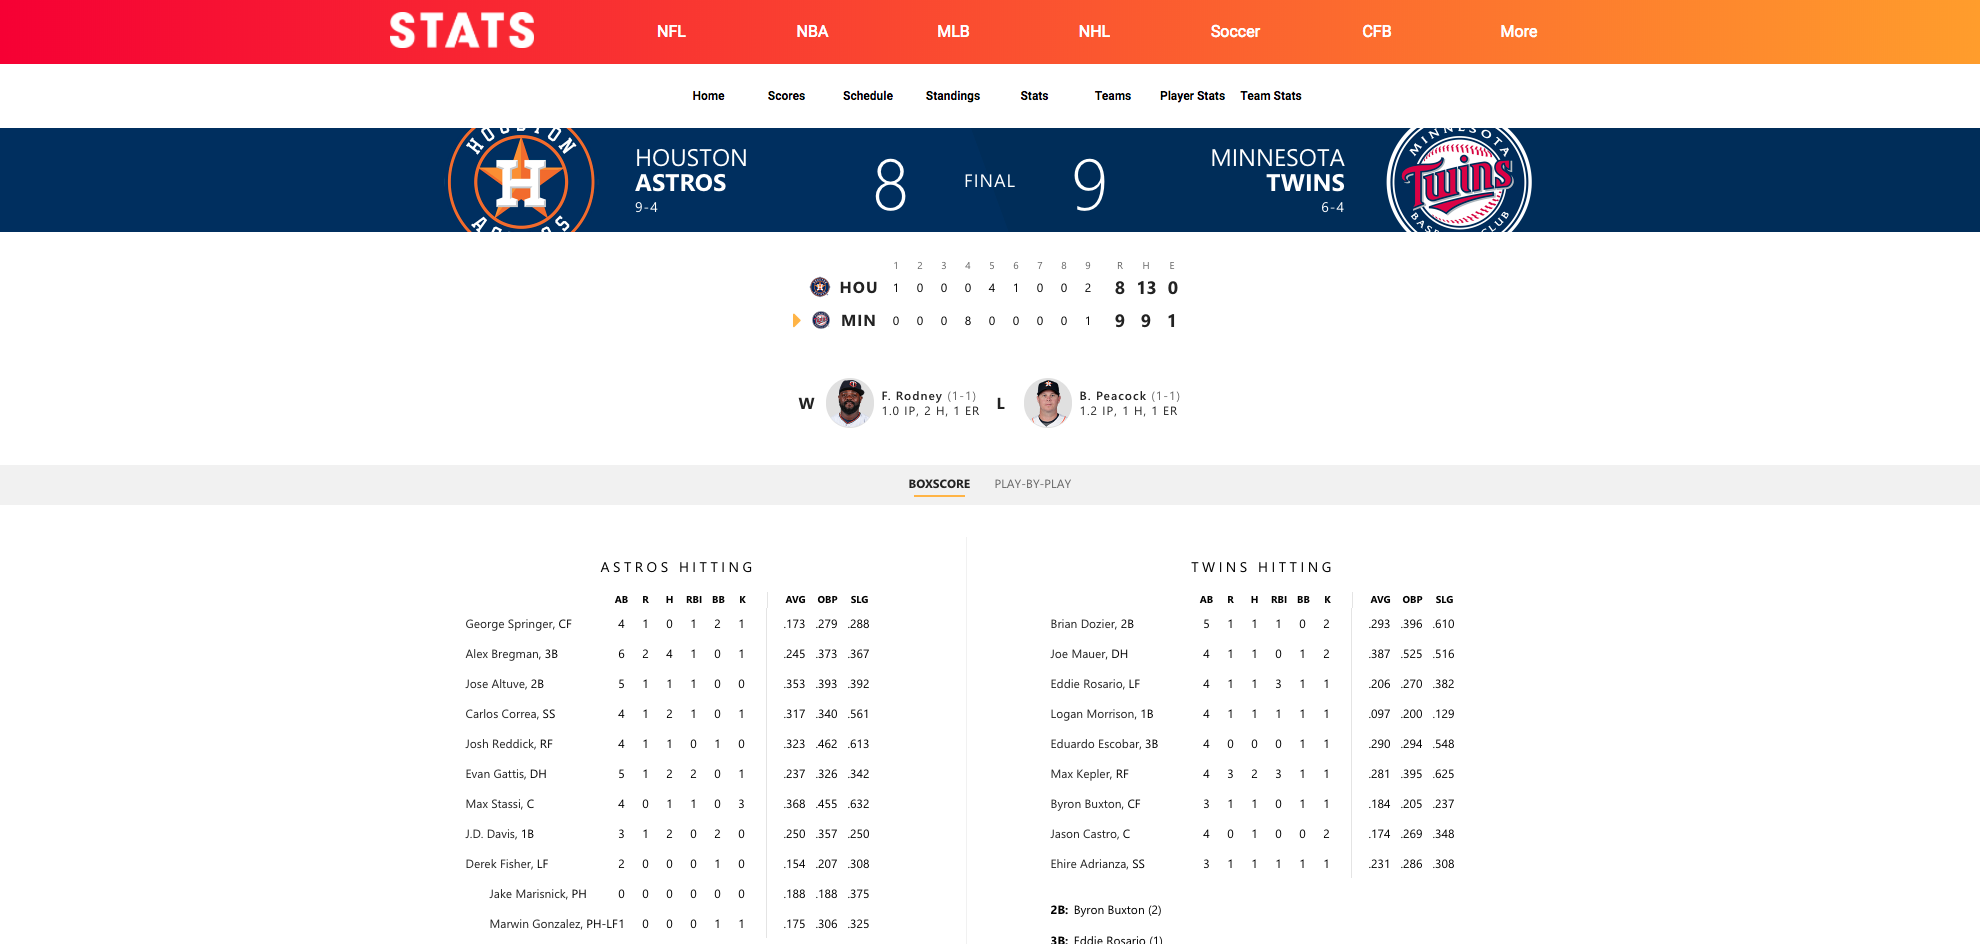 STATS NFL NBA MLB NHL Soccer CFB More
Home Scores Schedule Standings Stats Teams Player Stats Team Stats
HOUSTON ASTROS
HOUSTON
ASTROS
9-4
8 FINAL 9
MINNESOTA
TWINS
6-4
MINNESOTA Twins BASEBALL CLUB
1 2 3 4 5 6 7 8 9 R H E
HOU 1 0 0 0 4 1 0 0 2 8 13 0
MIN 0 0 0 8 0 0 0 0 1 9 9 1
W F. Rodney (1-1)
1.0 IP, 2 H, 1 ER
L B. Peacock (1-1)
1.2 IP, 1 H, 1 ER
BOXSCORE PLAY-BY-PLAY
ASTROS HITTING
AB R H RBI BB K AVG OBP SLG
George Springer, CF 4 1 0 1 2 1 .173 .279 .288
Alex Bregman, 3B 6 2 4 1 0 1 .245 .373 .367
Jose Altuve, 2B 5 1 1 1 0 0 .353 .393 .392
Carlos Correa, SS 4 1 2 1 0 1 .317 .340 .561
Josh Reddick, RF 4 1 1 0 1 0 .323 .462 .613
Evan Gattis, DH 5 1 2 2 0 1 .237 .326 .342
Max Stassi, C 4 0 1 1 0 3 .368 .455 .632
J.D. Davis, 1B 3 1 2 0 2 0 .250 .357 .250
Derek Fisher, LF 2 0 0 0 1 0 .154 .207 .308
Jake Marisnick, PH 0 0 0 0 0 0 .188 .188 .375
Marwin Gonzalez, PH-LF 1 0 0 0 1 1 .175 .306 .325
TWINS HITTING
AB R H RBI BB K AVG OBP SLG
Brian Dozier, 2B 5 1 1 1 0 2 .293 .396 .610
Joe Mauer, DH 4 1 1 0 1 2 .387 .525 .516
Eddie Rosario, LF 4 1 1 3 1 1 .206 .270 .382
Logan Morrison, 1B 4 1 1 1 1 1 .097 .200 .129
Eduardo Escobar, 3B 4 0 0 0 1 1 .290 .294 .548
Max Kepler, RF 4 3 2 3 1 1 .281 .395 .625
Byron Buxton, CF 3 1 1 0 1 1 .184 .205 .237
Jason Castro, C 4 0 1 0 0 2 .174 .269 .348
Ehire Adrianza, SS 3 1 1 1 1 1 .231 .286 .308
2B: Byron Buxton (2)
3B: Eddie Rosario (1)